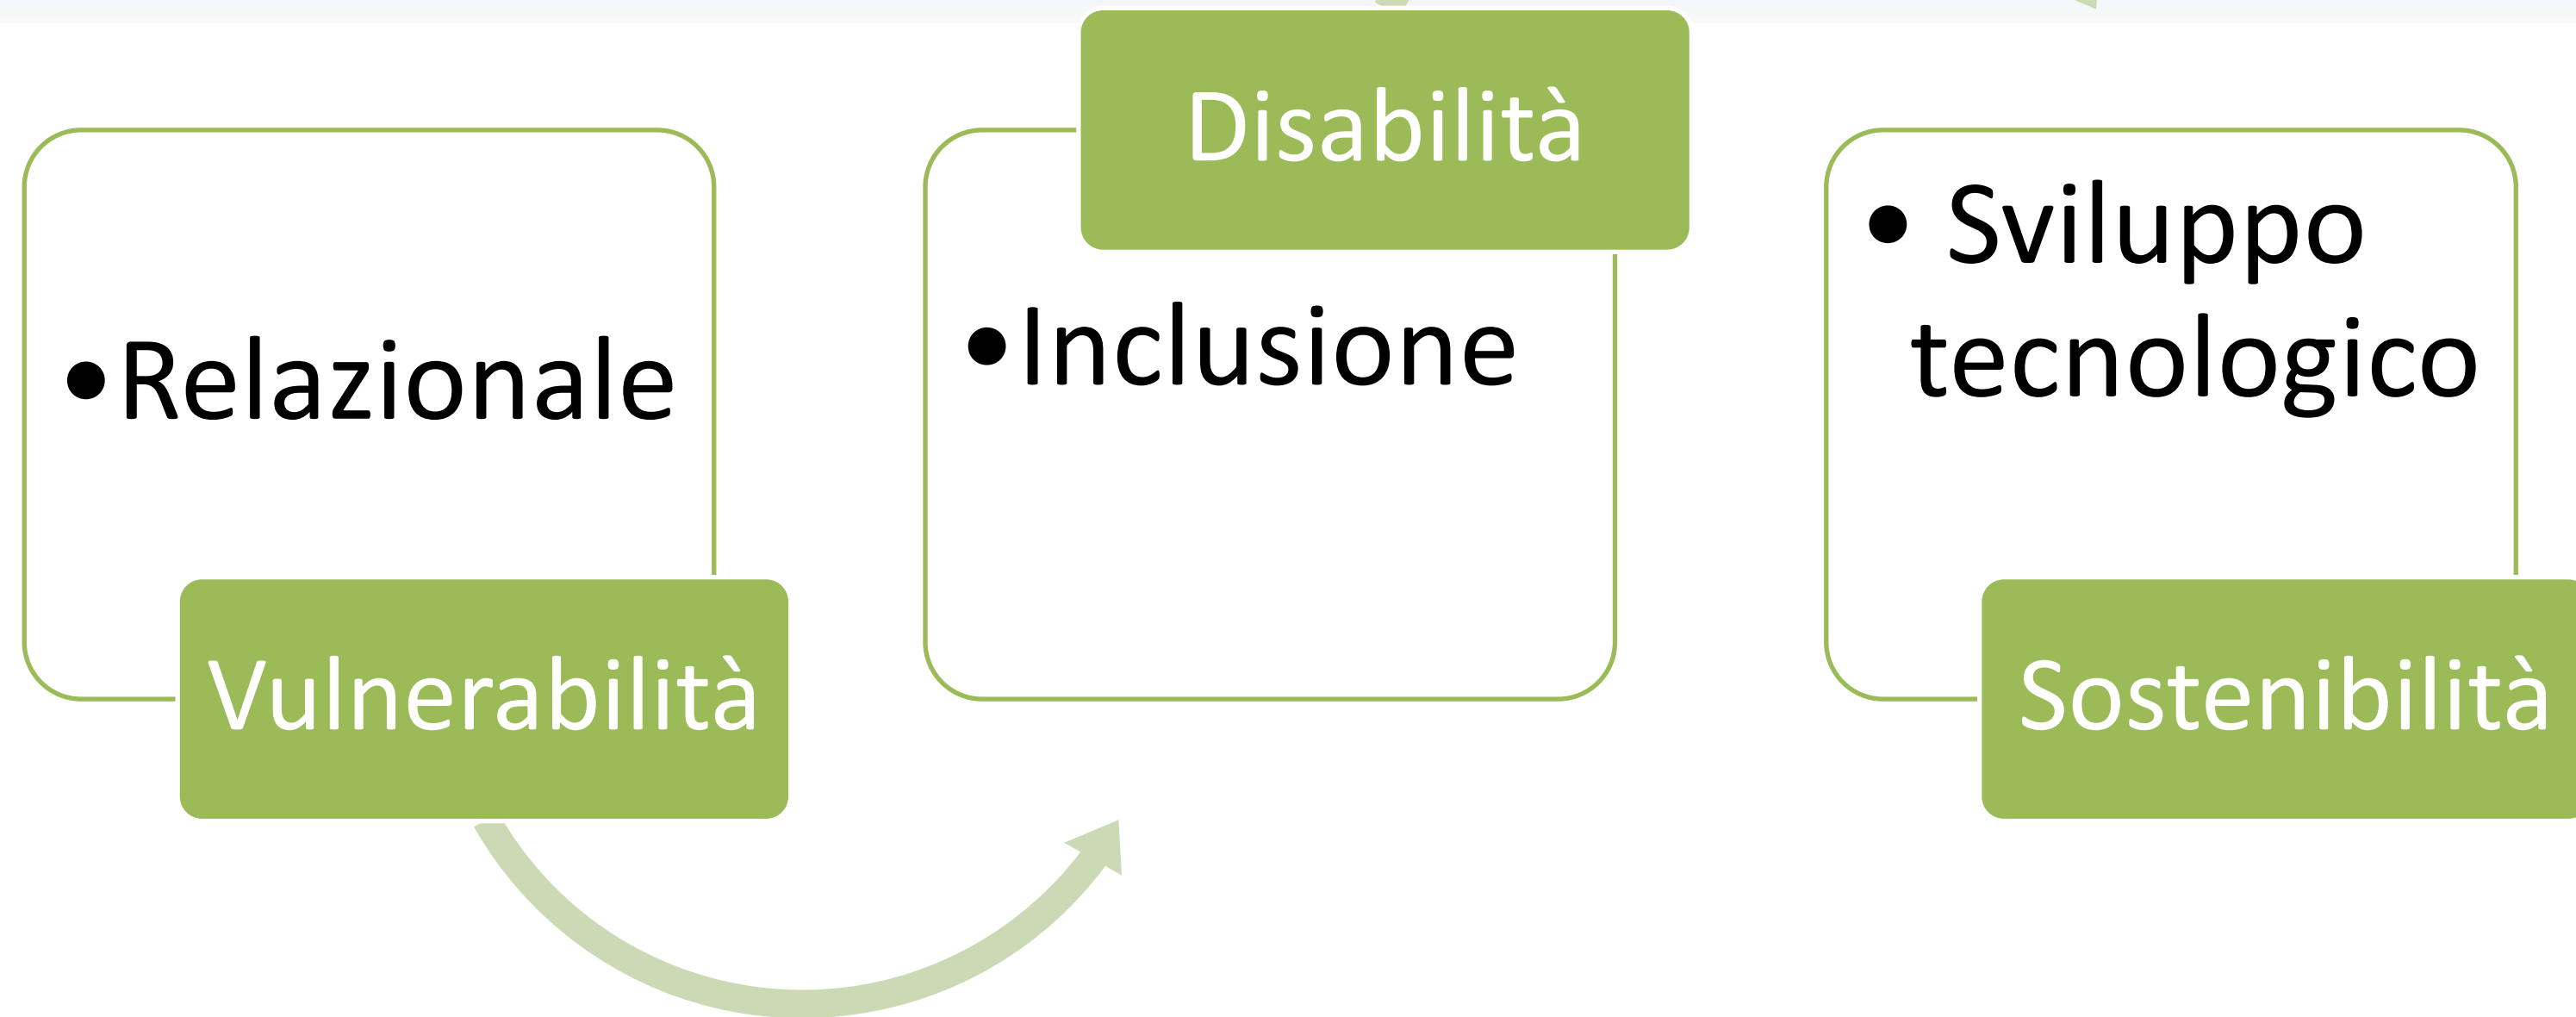 •Relazionale
Vulnerabilità
Disabilità
•Inclusione
• Sviluppo
tecnologico
Sostenibilità